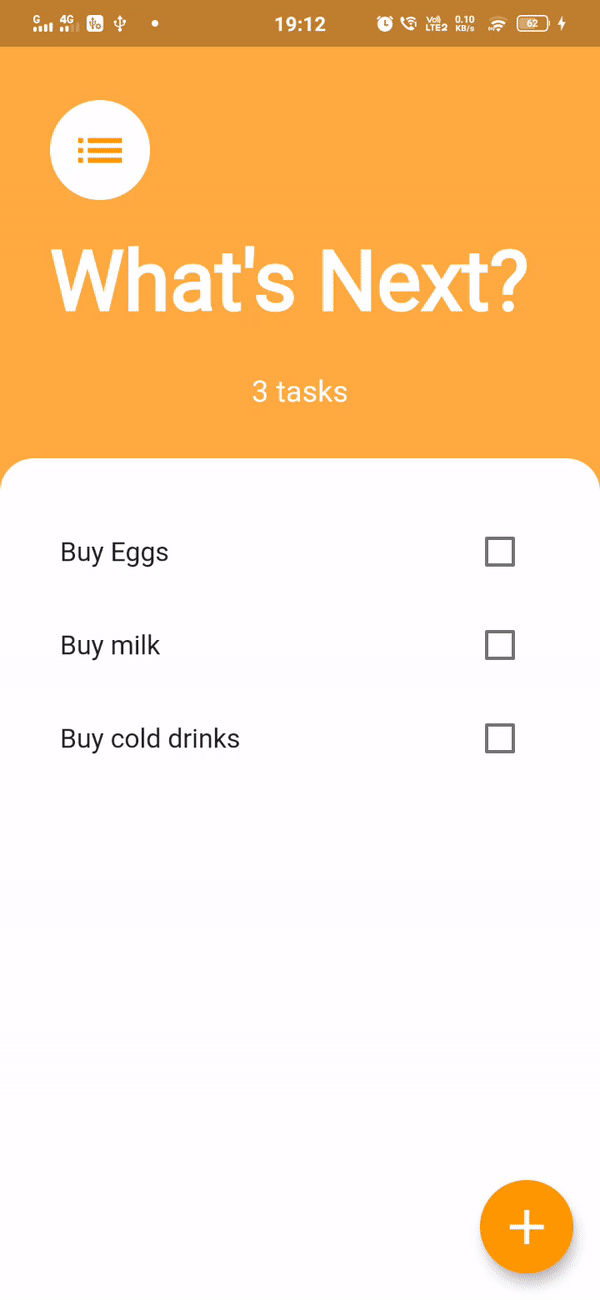 G 4G 19:12 Vo) LTE2 0.10 KB/s 62
What's Next?
3 tasks
Buy Eggs
Buy milk
Buy cold drinks